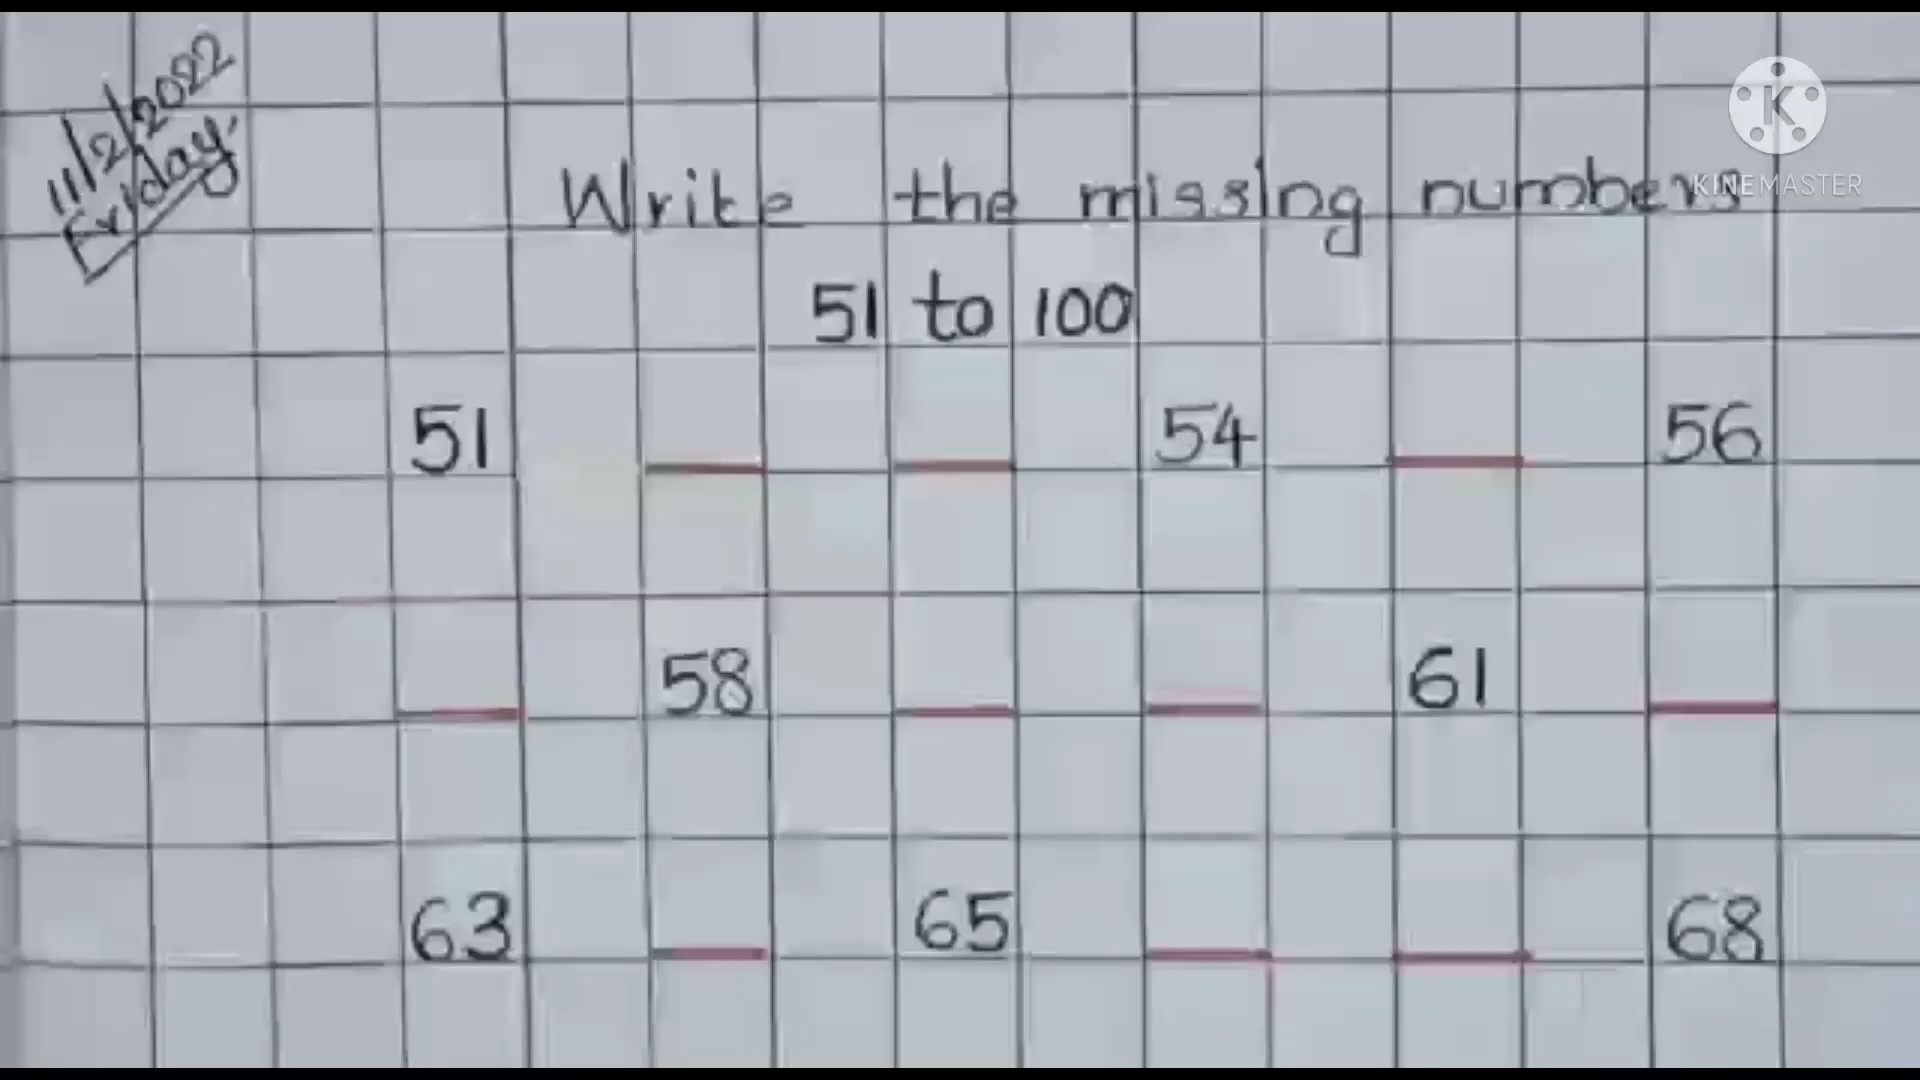 11/2/2022
Friday.
KINEMASTER
Write the missing numbers
51 to 100
51 54 56
58 61
63 65 68